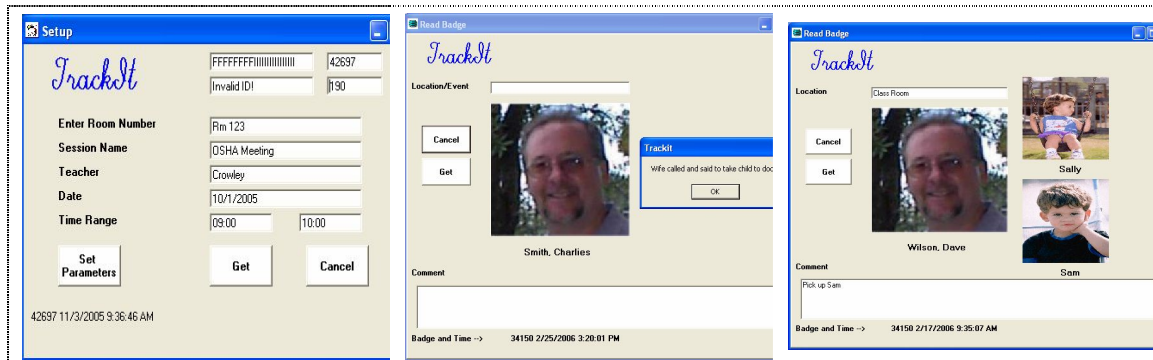 Setup
TrackIt
FFFFFFFFIIIIIIIIIIIIIIII 42697
Invalid ID! 190
Enter Room Number Rm 123
Session Name OSHA Meeting
Teacher Crowley
Date 10/1/2005
Time Range 09:00 10:00
Set Parameters Get Cancel
42697 11/3/2005 9:36:46 AM
Read Badge
TrackIt
Location/Event
Cancel
Get
Trackit
Wife called and said to take child to doc
OK
Smith, Charlies
Comment
Badge and Time --> 34150 2/25/2006 3:20:01 PM
Read Badge
TrackIt
Location Class Room
Cancel
Get
Sally
Wilson, Dave
Sam
Comment
Pick up Sam
Badge and Time --> 34150 2/17/2006 9:35:07 AM